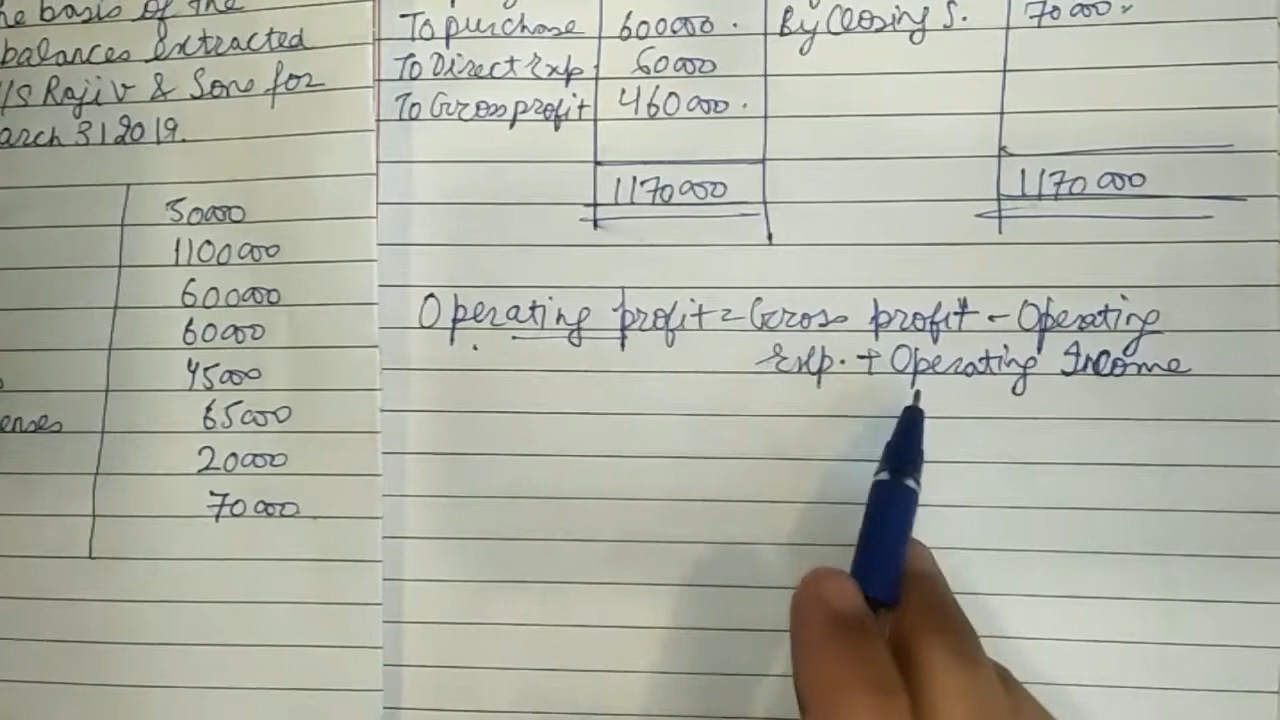 he basis of the
balances extracted
/s Rajiv & Sons for
arch 31 2019.
50000
1100000
600000
60000
45000
enses 65000
20000
70000
To purchase 600000. By Closing S. 70000
To Direct Exp. 60000
To Gross profit 460000.
1170000 1170000
Operating profit = Gross profit - Operating
Exp. + Operating Income